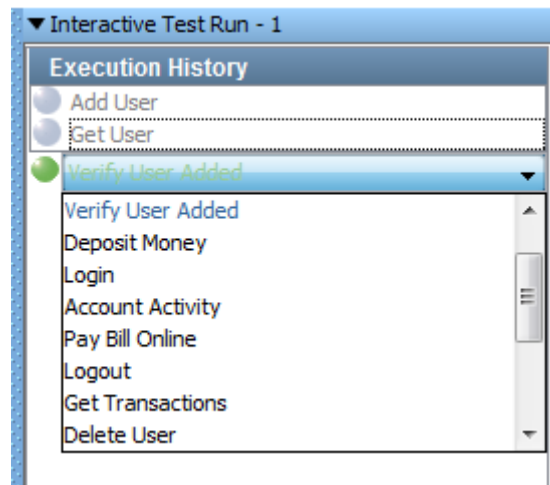 Interactive Test Run - 1
Execution History
Add User
Get User
Verify User Added
Verify User Added
Deposit Money
Login
Account Activity
Pay Bill Online
Logout
Get Transactions
Delete User